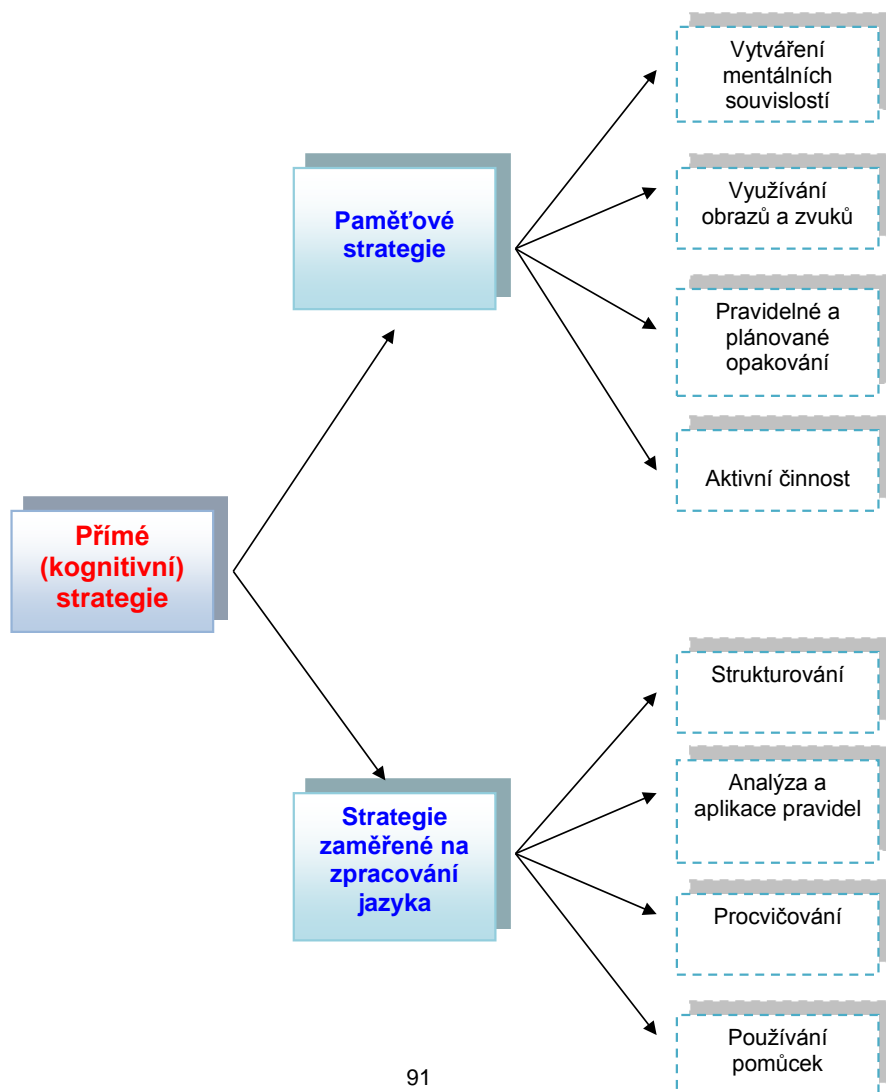 Přímé
(kognitivní)
strategie
Paměťové
strategie
Vytváření
mentálních
souvislostí
Využívání
obrazů a zvuků
Pravidelné a
plánované
opakování
Aktivní činnost
Strategie
zaměřené na
zpracování
jazyka
Strukturování
Analýza a
aplikace pravidel
Procvičování
Používání
pomůcek
91